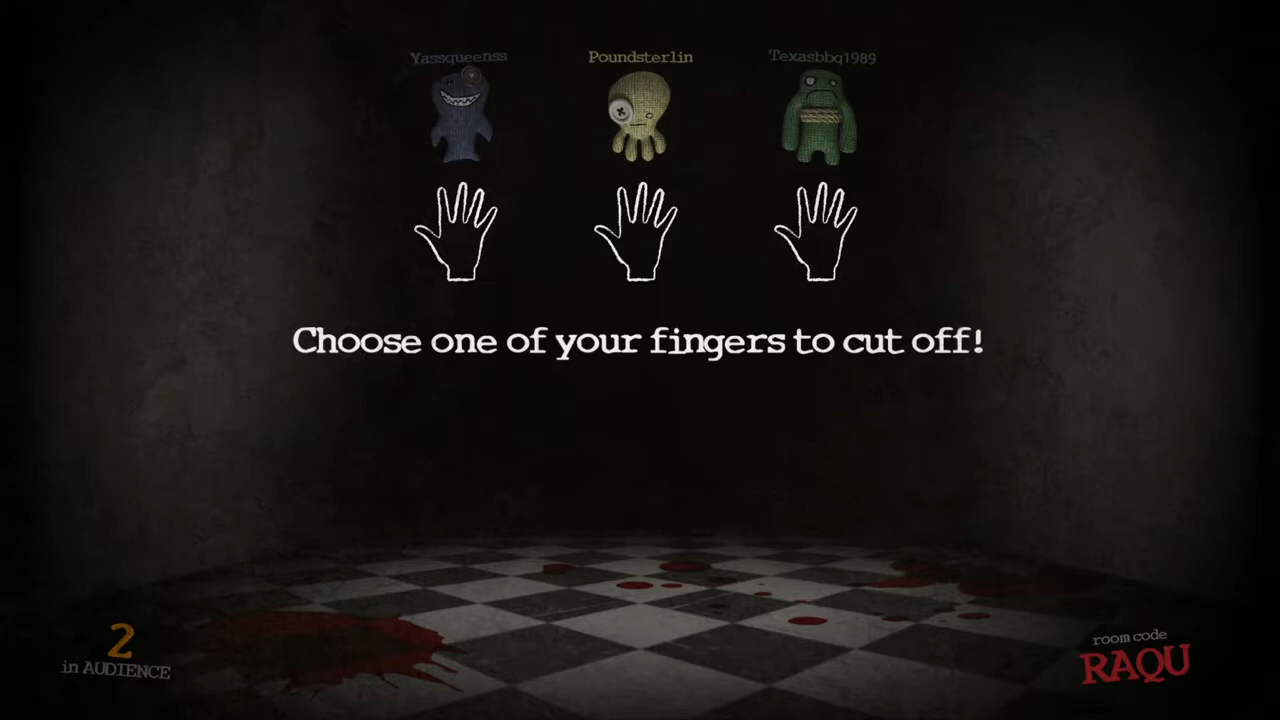 Yassqueenss
Poundsterlin
Texasbbq1989
Choose one of your fingers to cut off!
2
in AUDIENCE
room code
RAQU